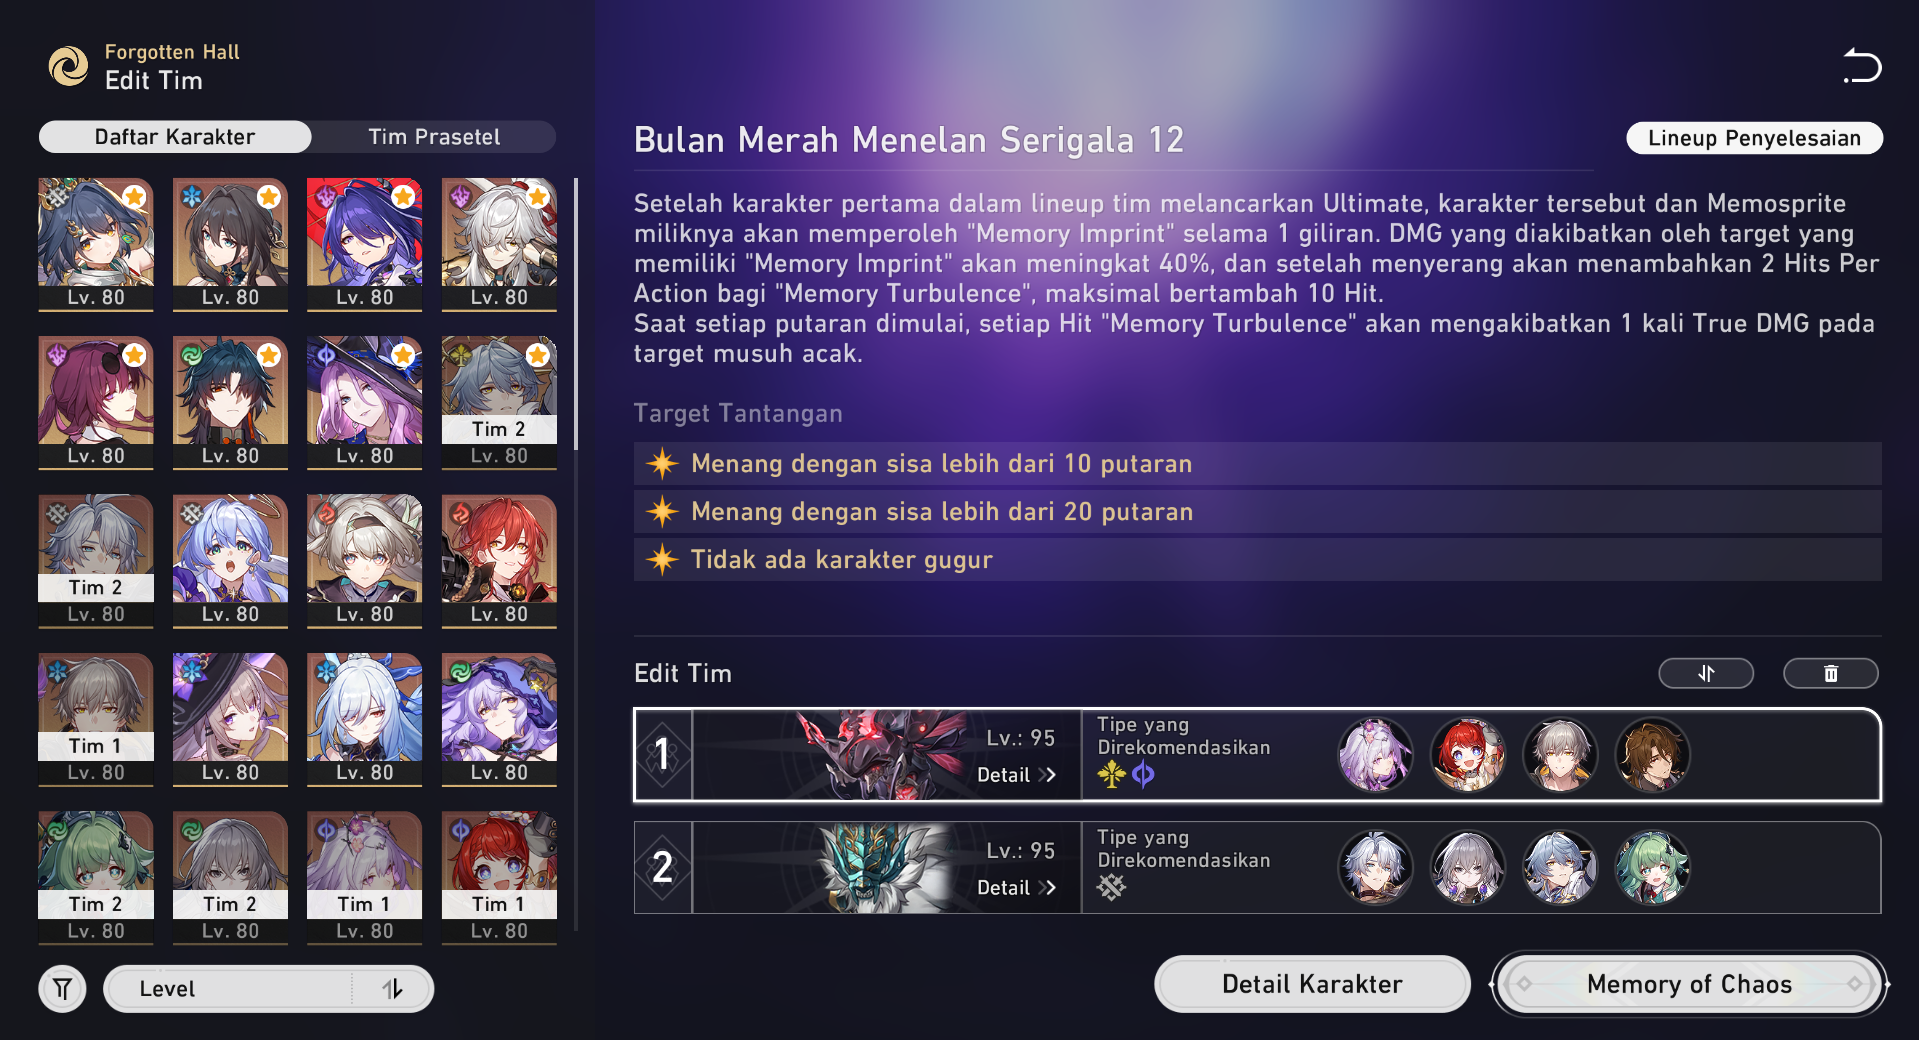 Forgotten Hall
Edit Tim
Daftar Karakter
Tim Prasetel
Lv. 80
Lv. 80
Lv. 80
Lv. 80
Lv. 80
Lv. 80
Lv. 80
Tim 2
Lv. 80
Tim 2
Lv. 80
Lv. 80
Lv. 80
Lv. 80
Tim 1
Lv. 80
Lv. 80
Lv. 80
Lv. 80
Tim 2
Lv. 80
Tim 2
Lv. 80
Tim 1
Lv. 80
Tim 1
Lv. 80
Level
Bulan Merah Menelan Serigala 12
Lineup Penyelesaian
Setelah karakter pertama dalam lineup tim melancarkan Ultimate, karakter tersebut dan Memosprite
miliknya akan memperoleh "Memory Imprint" selama 1 giliran. DMG yang diakibatkan oleh target yang
memiliki "Memory Imprint" akan meningkat 40%, dan setelah menyerang akan menambahkan 2 Hits Per
Action bagi "Memory Turbulence", maksimal bertambah 10 Hit.
Saat setiap putaran dimulai, setiap Hit "Memory Turbulence" akan mengakibatkan 1 kali True DMG pada
target musuh acak.
Target Tantangan
Menang dengan sisa lebih dari 10 putaran
Menang dengan sisa lebih dari 20 putaran
Tidak ada karakter gugur
Edit Tim
1
Lv.: 95
Detail
Tipe yang
Direkomendasikan
2
Lv.: 95
Detail
Tipe yang
Direkomendasikan
Detail Karakter
Memory of Chaos